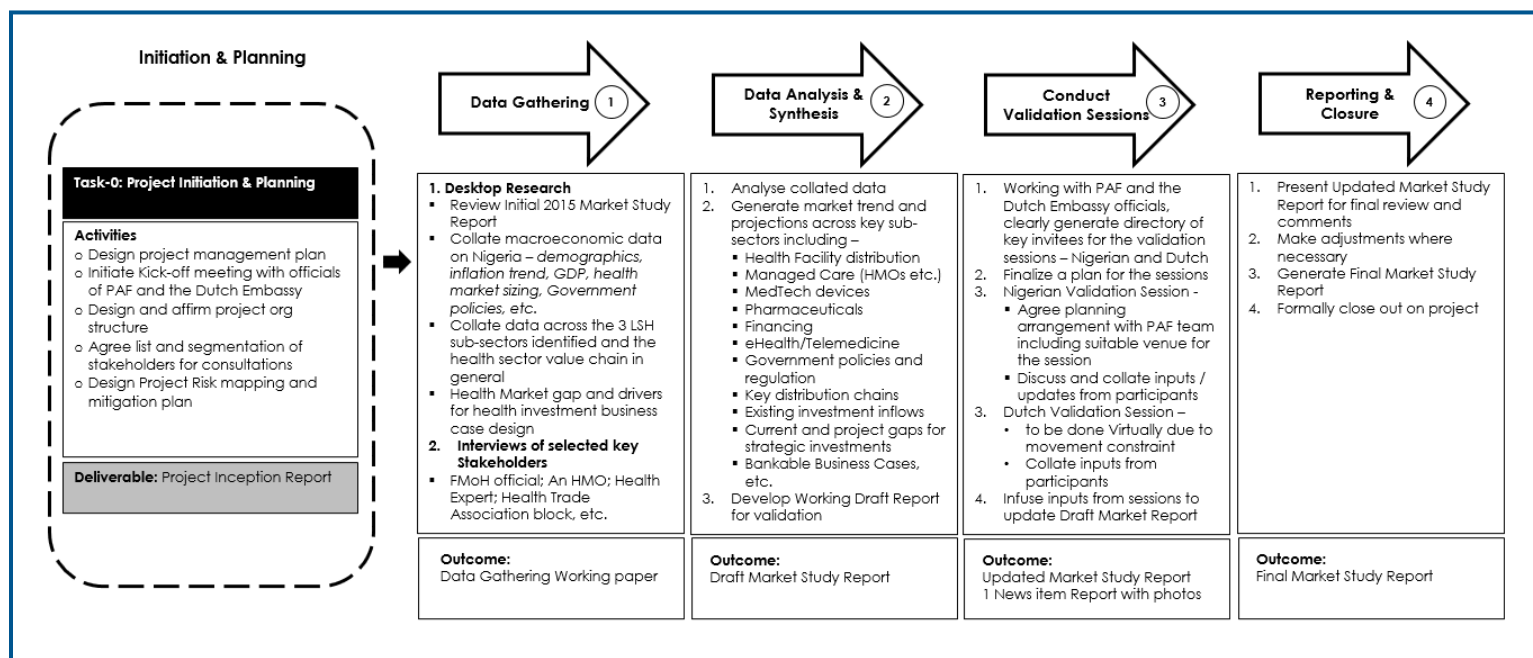 Initiation & Planning
Task-0: Project Initiation & Planning
Activities
o Design project management plan
o Initiate Kick-off meeting with officials
of PAF and the Dutch Embassy
o Design and affirm project org
structure
o Agree list and segmentation of
stakeholders for consultations
o Design Project Risk mapping and
mitigation plan
Deliverable: Project Inception Report
Data Gathering 1
1. Desktop Research
▪ Review Initial 2015 Market Study
Report
▪ Collate macroeconomic data
on Nigeria – demographics,
inflation trend, GDP, health
market sizing, Government
policies, etc.
▪ Collate data across the 3 LSH
sub-sectors identified and the
health sector value chain in
general
▪ Health Market gap and drivers
for health investment business
case design
2. Interviews of selected key
Stakeholders
▪ FMoH official; An HMO; Health
Expert; Health Trade
Association block, etc.
Outcome:
Data Gathering Working paper
Data Analysis &
Synthesis
2
1. Analyse collated data
2. Generate market trend and
projections across key sub-
sectors including –
▪ Health Facility distribution
▪ Managed Care (HMOs etc.)
▪ MedTech devices
▪ Pharmaceuticals
▪ Financing
▪ eHealth/Telemedicine
▪ Government policies and
regulation
▪ Key distribution chains
▪ Existing investment inflows
▪ Current and project gaps for
strategic investments
▪ Bankable Business Cases,
etc.
3. Develop Working Draft Report
for validation
Outcome:
Draft Market Study Report
Conduct
Validation Sessions
3
1. Working with PAF and the
Dutch Embassy officials,
clearly generate directory of
key invitees for the validation
sessions – Nigerian and Dutch
2. Finalize a plan for the sessions
3. Nigerian Validation Session -
▪ Agree planning
arrangement with PAF team
including suitable venue for
the session
▪ Discuss and collate inputs /
updates from participants
3. Dutch Validation Session –
• to be done Virtually due to
movement constraint
• Collate inputs from
participants
4. Infuse inputs from sessions to
update Draft Market Report
Outcome:
Updated Market Study Report
1 News item Report with photos
Reporting &
Closure
4
1. Present Updated Market Study
Report for final review and
comments
2. Make adjustments where
necessary
3. Generate Final Market Study
Report
4. Formally close out on project
Outcome:
Final Market Study Report